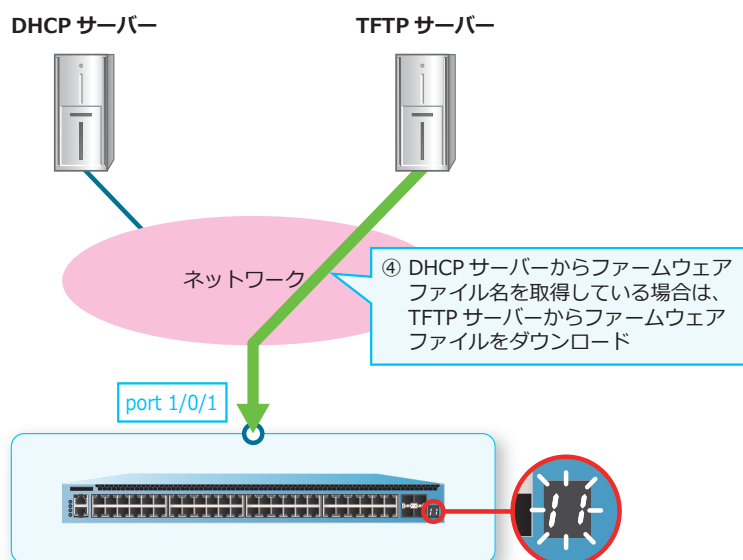 DHCP サーバー
TFTP サーバー
ネットワーク
④ DHCP サーバーからファームウェア
ファイル名を取得している場合は、
TFTP サーバーからファームウェア
ファイルをダウンロード
port 1/0/1
11